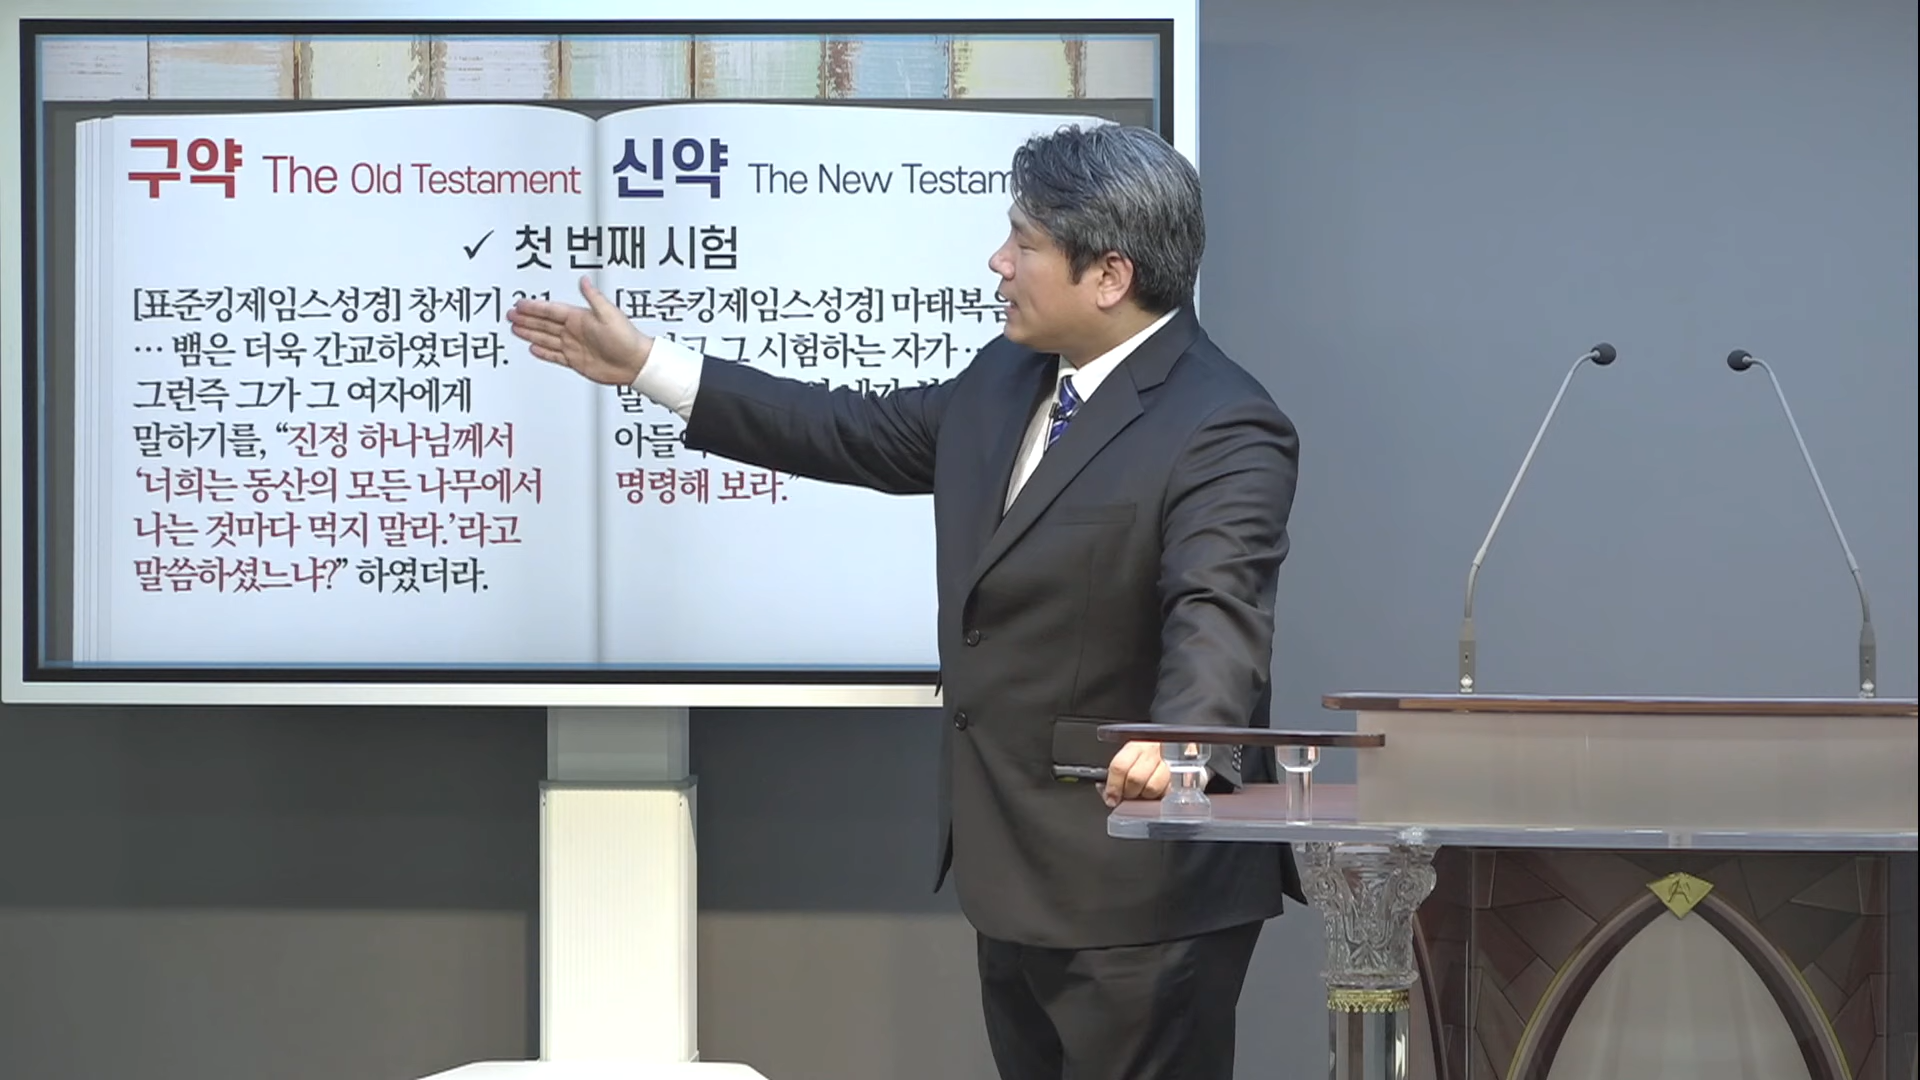 구약 The Old Testament
신약 The New Testam
✓ 첫 번째 시험
[표준킹제임스성경] 창세기
… 뱀은 더욱 간교하였더라.
그런즉 그가 그 여자에게
말하기를, “진정 하나님께서
‘너희는 동산의 모든 나무에서
나는 것마다 먹지 말라.’라고
말씀하셨느냐?” 하였더라.
[표준킹제임스성경] 마태복음
그 시험하는 자가 …
명령해 보라.”